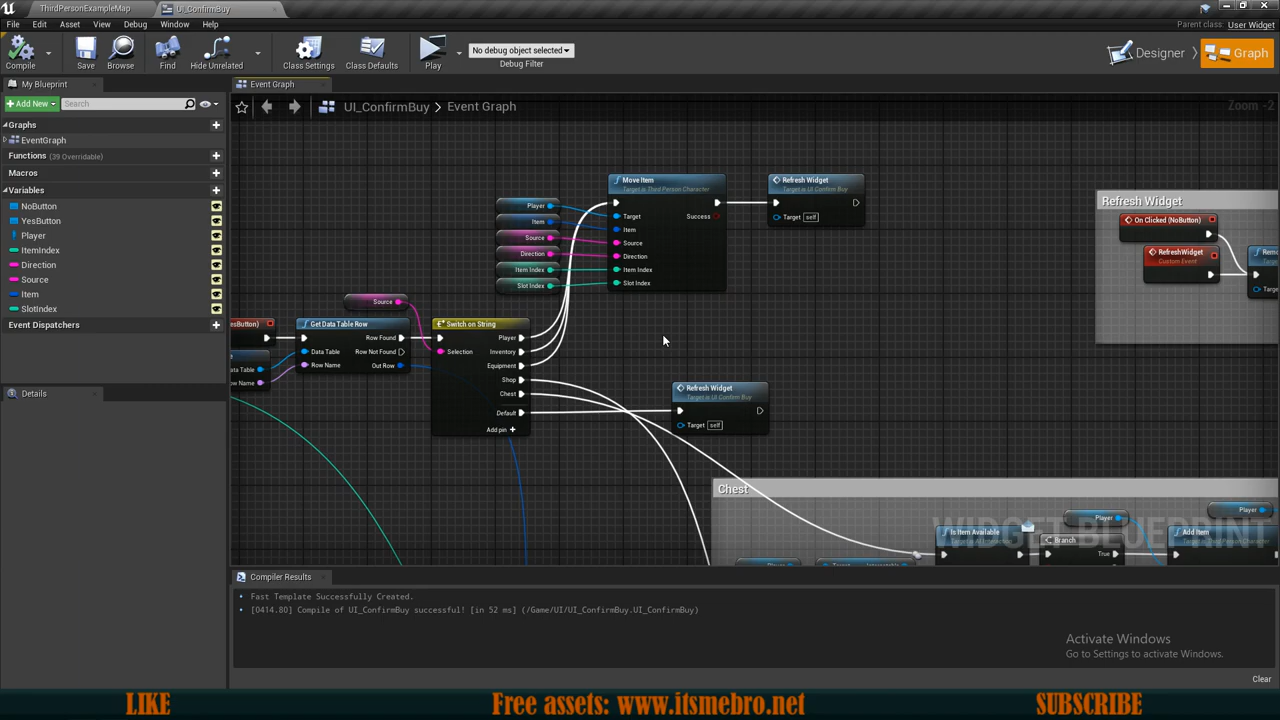 ThirdPersonExampleMap
UI_ConfirmBuy
File Edit Asset View Debug Window Help
Parent class: User Widget
Compile
Save
Browse
Find
Hide Unrelated
Class Settings
Class Defaults
Play
No debug object selected
Debug Filter
Designer
Graph
My Blueprint
Event Graph
Add New
Search
UI_ConfirmBuy > Event Graph
Zoom -2
Graphs
EventGraph
Functions (39 Overridable)
Macros
Variables
NoButton
YesButton
Player
ItemIndex
Direction
Source
Item
SlotIndex
Event Dispatchers
Details
Move Item
Target is Third Person Character
Target
Item
Source
Direction
Item Index
Slot Index
Success
Player
Item
Source
Direction
Item Index
Slot Index
Refresh Widget
Target is UI Confirm Buy
Target self
Refresh Widget
On Clicked (NoButton)
RefreshWidget
Custom Event
Source
Get Data Table Row
Row Found
Data Table
Row Not Found
Row Name
Out Row
Switch on String
Selection
Player
Inventory
Equipment
Shop
Chest
Default
Add pin +
Refresh Widget
Target is UI Confirm Buy
Target self
Chest
Is Item Available
Branch
True
Player
Add Item
Player
WIDGET BLUEPRINT
Compiler Results
Fast Template Successfully Created.
[0414.80] Compile of UI_ConfirmBuy successful! [in 52 ms] (/Game/UI/UI_ConfirmBuy.UI_ConfirmBuy)
Activate Windows
Go to Settings to activate Windows.
Clear
LIKE
Free assets: www.itsmebro.net
SUBSCRIBE